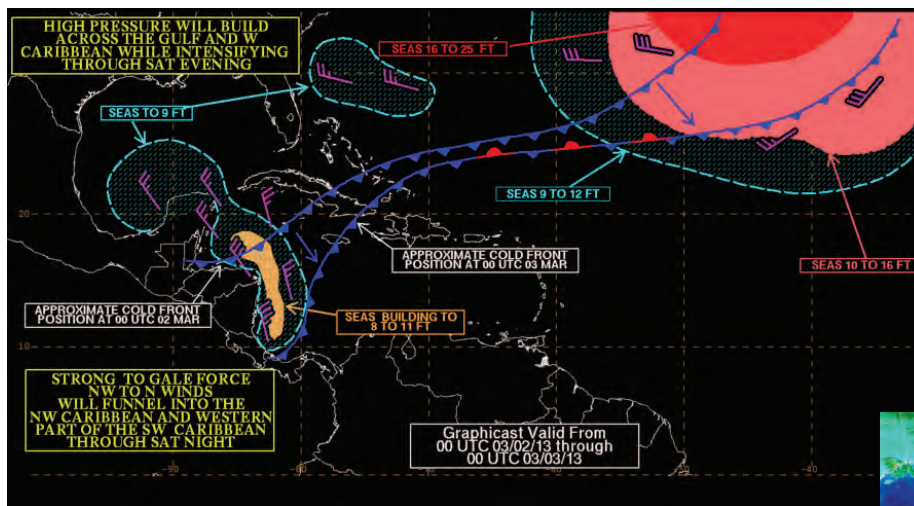 HIGH PRESSURE WILL BUILD
ACROSS THE GULF AND W
CARIBBEAN WHILE INTENSIFYING
THROUGH SAT EVENING
SEAS 16 TO 25 FT
SEAS TO 9 FT
SEAS 9 TO 12 FT
20
APPROXIMATE COLD FRONT
POSITION AT 00 UTC 03 MAR
SEAS 10 TO 16 FT
APPROXIMATE COLD FRONT
POSITION AT 00 UTC 02 MAR
SEAS BUILDING TO
8 TO 11 FT
10
STRONG TO GALE FORCE
NW TO N WINDS
WILL FUNNEL INTO THE
NW CARIBBEAN AND WESTERN
PART OF THE SW CARIBBEAN
THROUGH SAT NIGHT
Graphicast Valid From
00 UTC 03/02/13 through
00 UTC 03/03/13
-90
-40